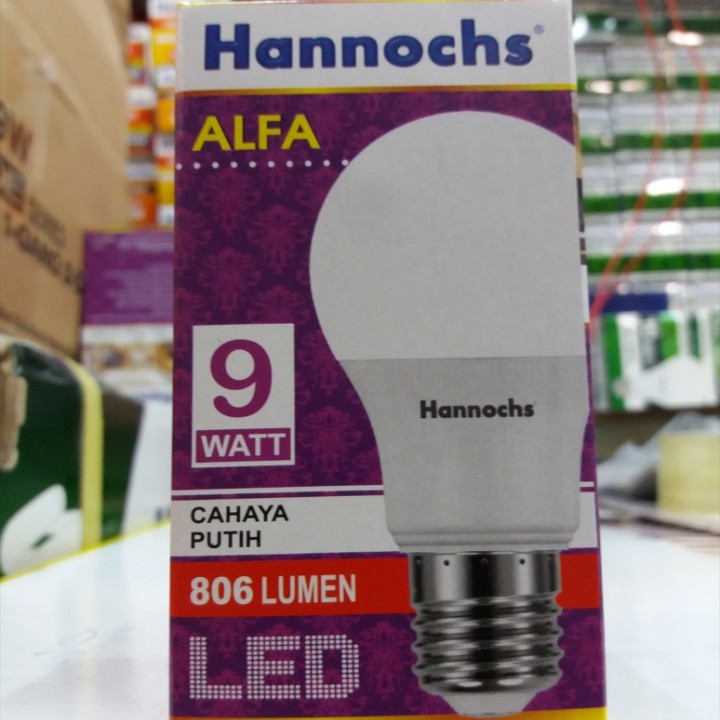 Hannochs®
ALFA
9
WATT
Hannochs
CAHAYA
PUTIH
806 LUMEN
LED